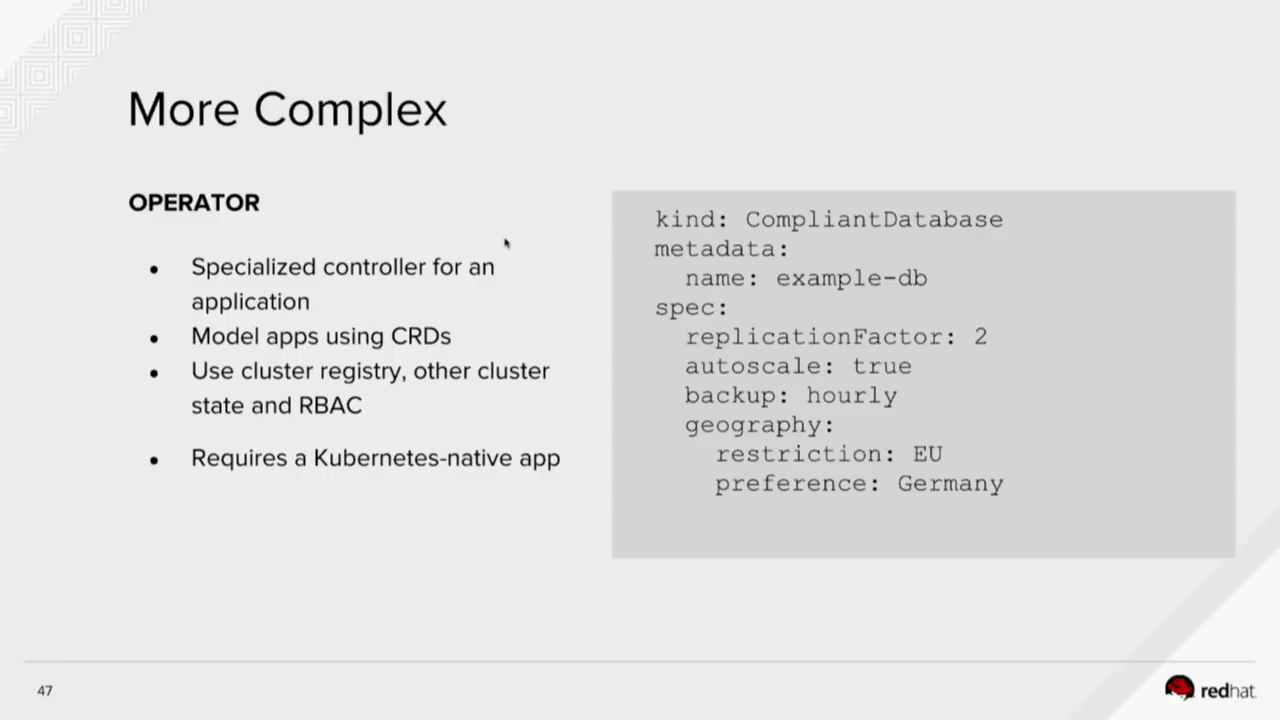 More Complex
OPERATOR
• Specialized controller for an
application
• Model apps using CRDs
• Use cluster registry, other cluster
state and RBAC
• Requires a Kubernetes-native app
kind: CompliantDatabase
metadata:
  name: example-db
spec:
  replicationFactor: 2
  autoscale: true
  backup: hourly
  geography:
    restriction: EU
    preference: Germany
47
redhat.